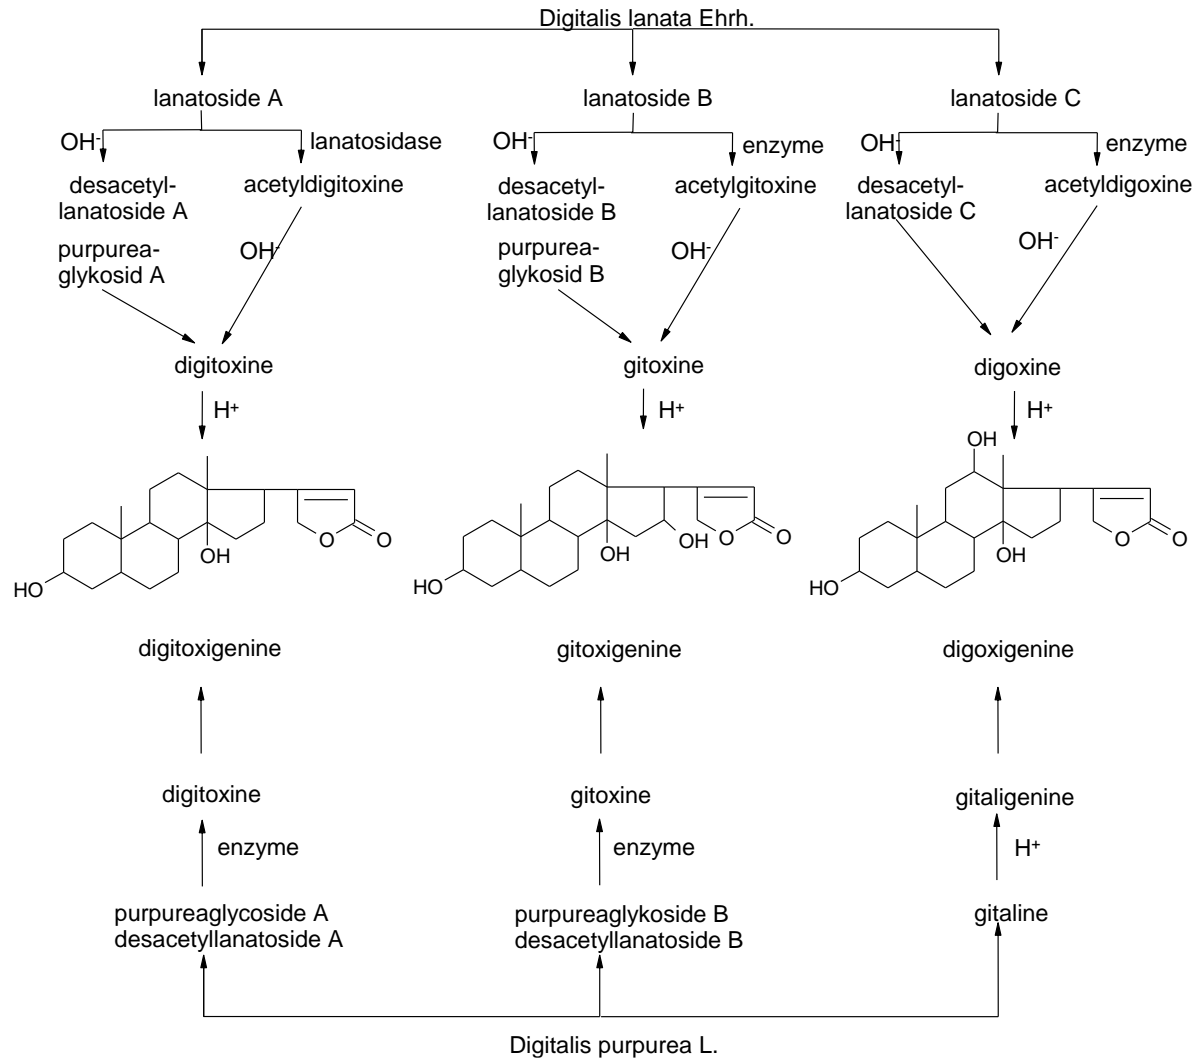 Digitalis lanata Ehrh.
lanatoside A
lanatoside B
lanatoside C
OH-
lanatosidase
OH-
enzyme
OH-
enzyme
desacetyl-
lanatoside A
acetyldigitoxine
desacetyl-
lanatoside B
acetylgitoxine
desacetyl-
lanatoside C
acetyldigoxine
purpurea-
glykosid A
OH-
purpurea-
glykosid B
OH-
OH-
digitoxine
gitoxine
digoxine
H+
H+
H+
HO
OH
O
O
HO
OH
OH
O
O
OH
HO
OH
O
O
digitoxigenine
gitoxigenine
digoxigenine
digitoxine
gitoxine
gitaligenine
enzyme
enzyme
H+
purpureaglycoside A
desacetyllanatoside A
purpureaglykoside B
desacetyllanatoside B
gitaline
Digitalis purpurea L.